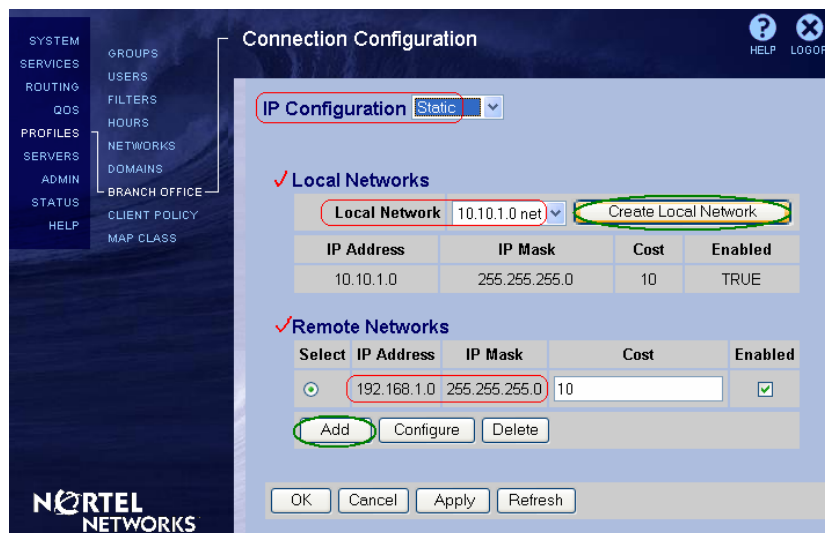 SYSTEM
SERVICES
ROUTING
QOS
PROFILES
SERVERS
ADMIN
STATUS
HELP
GROUPS
USERS
FILTERS
HOURS
NETWORKS
DOMAINS
BRANCH OFFICE
CLIENT POLICY
MAP CLASS
Connection Configuration
HELP LOGOF
IP Configuration Static
Local Networks
Local Network 10.10.1.0 net Create Local Network
IP Address IP Mask Cost Enabled
10.10.1.0 255.255.255.0 10 TRUE
Remote Networks
Select IP Address IP Mask Cost Enabled
192.168.1.0 255.255.255.0 10
Add Configure Delete
OK Cancel Apply Refresh
NORTEL
NETWORKS